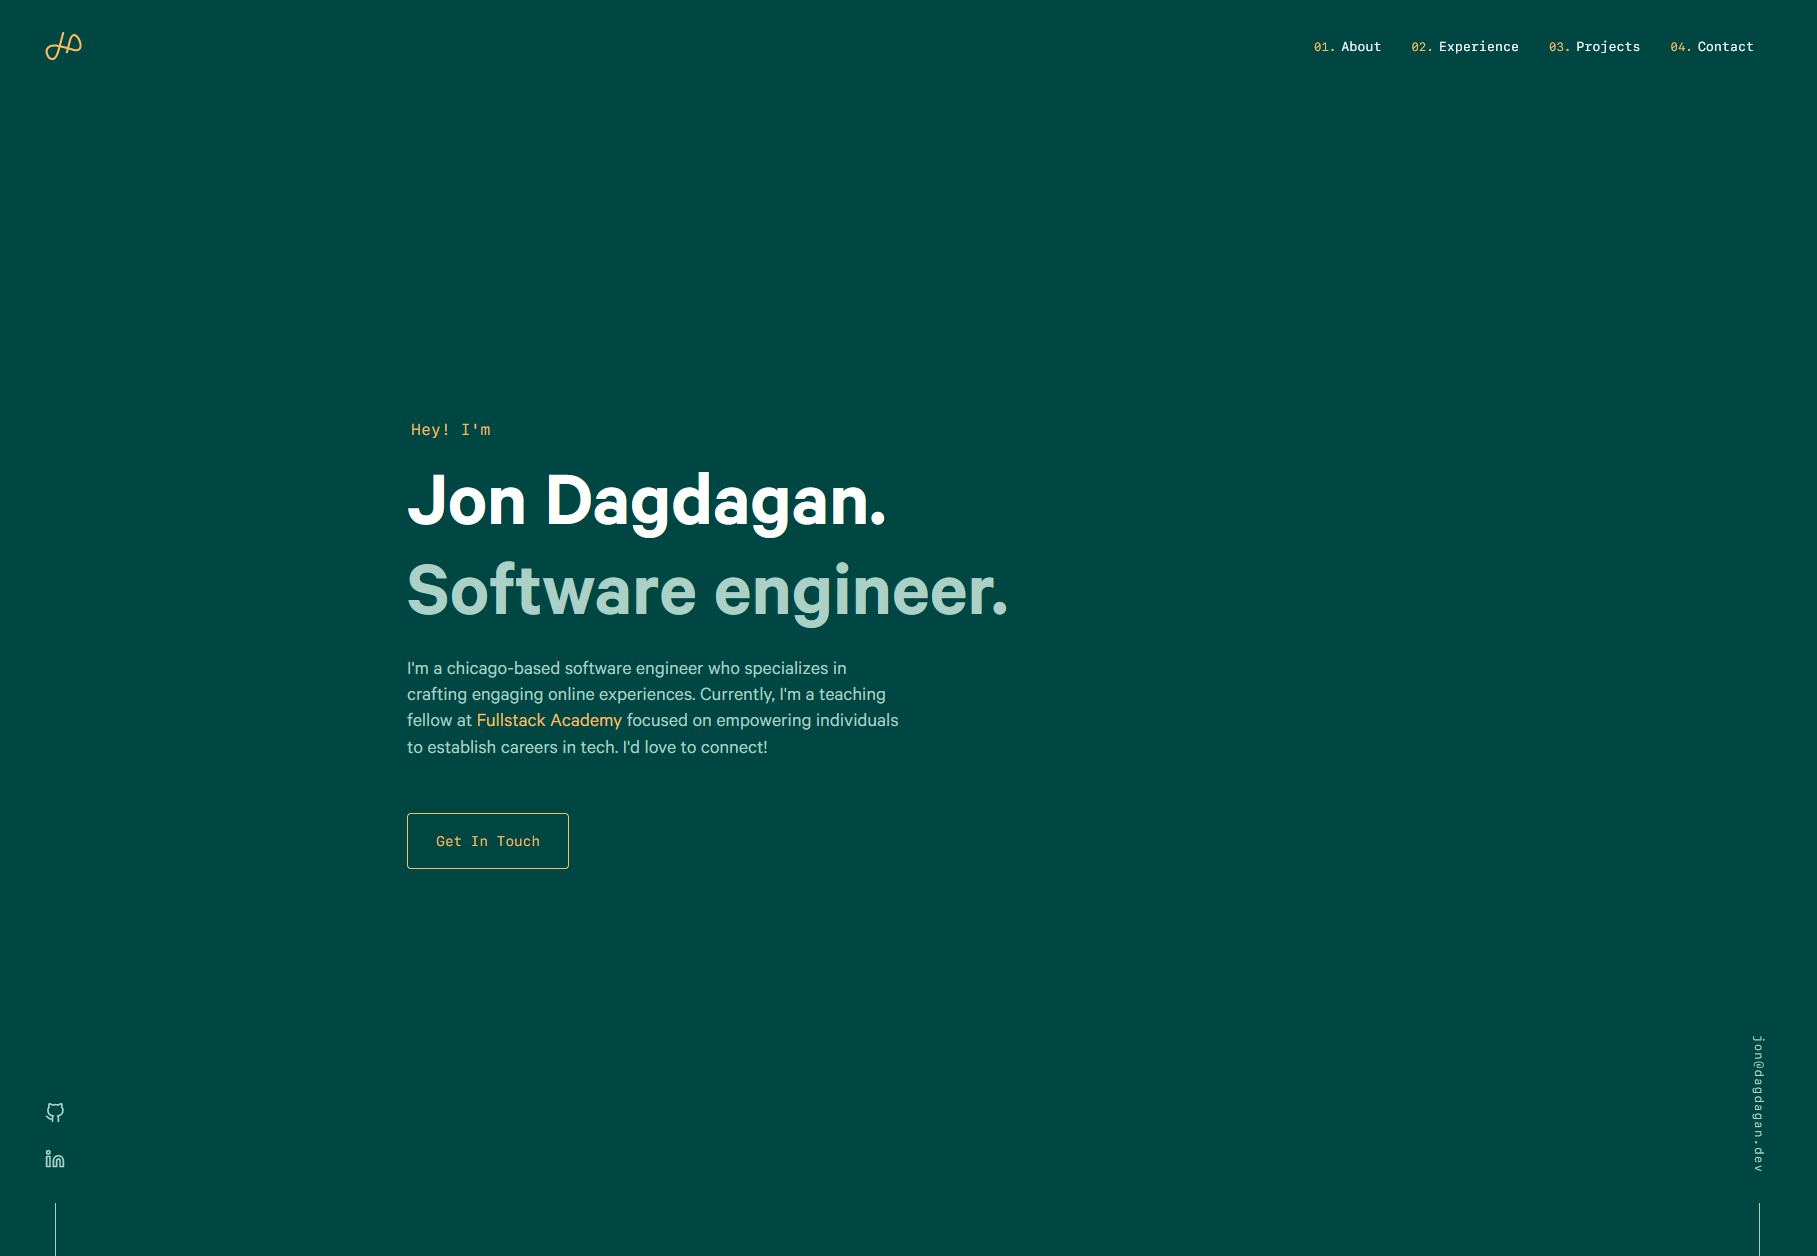 01. About 02. Experience 03. Projects 04. Contact
Hey! I'm
Jon Dagdagan.
Software engineer.
I'm a chicago-based software engineer who specializes in
crafting engaging online experiences. Currently, I'm a teaching
fellow at Fullstack Academy focused on empowering individuals
to establish careers in tech. I'd love to connect!
Get In Touch
jon@dagdagan.dev
in